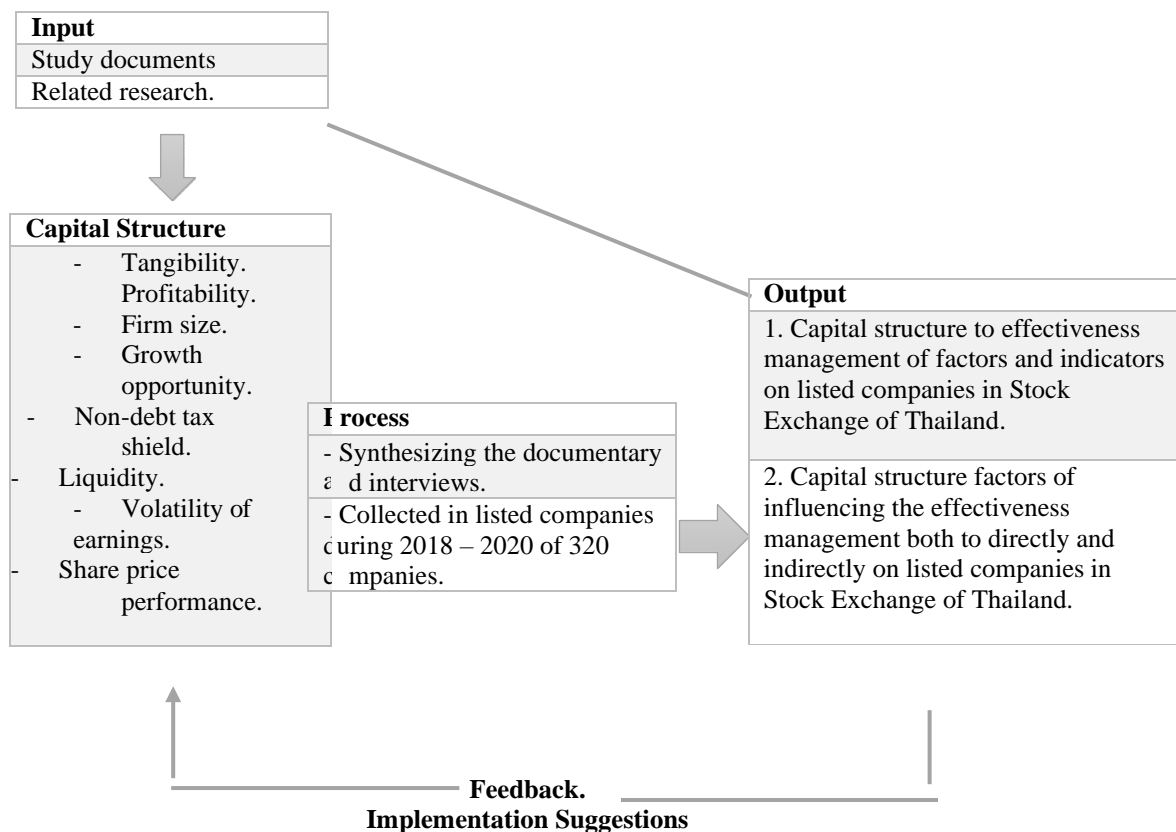 Input
Study documents
Related research.
Capital Structure
- Tangibility.
Profitability.
- Firm size.
- Growth
opportunity.
- Non-debt tax
shield.
- Liquidity.
- Volatility of
earnings.
- Share price
performance.
Process
- Synthesizing the documentary
a d interviews.
- Collected in listed companies
during 2018 – 2020 of 320
c mpanies.
Output
1. Capital structure to effectiveness
management of factors and indicators
on listed companies in Stock
Exchange of Thailand.
2. Capital structure factors of
influencing the effectiveness
management both to directly and
indirectly on listed companies in
Stock Exchange of Thailand.
Feedback.
Implementation Suggestions